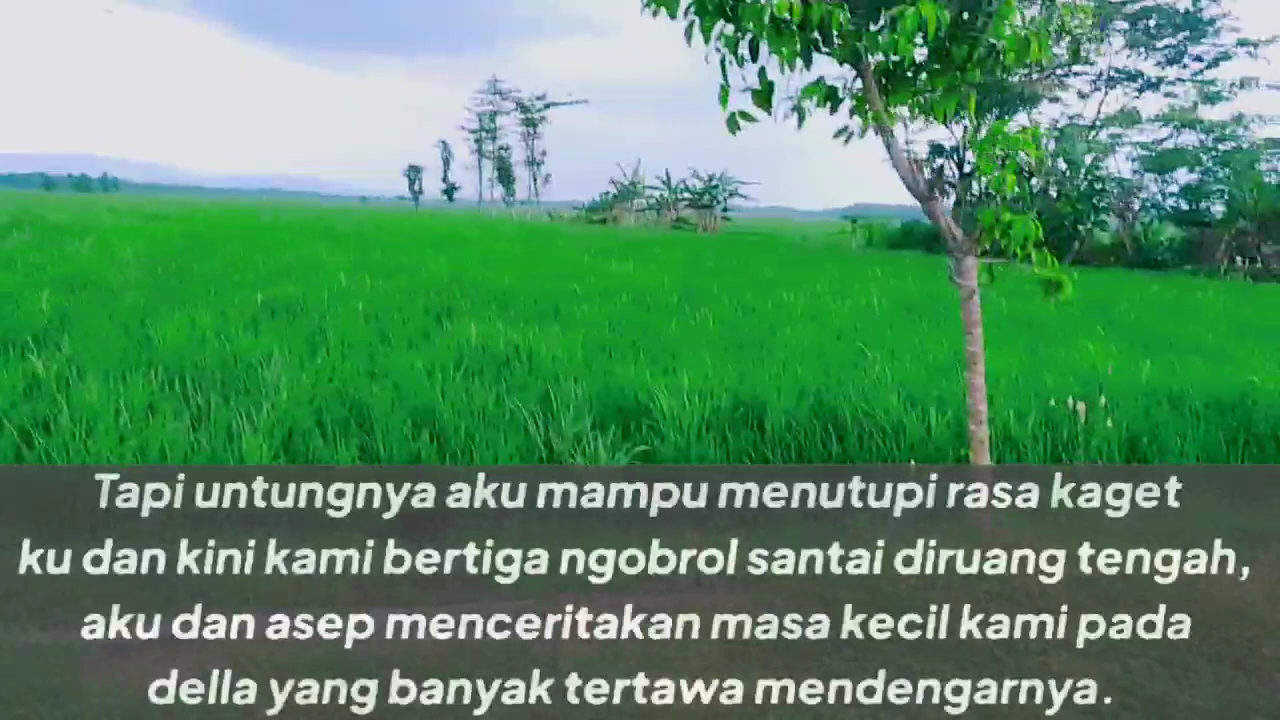 Tapi untungnya aku mampu menutupi rasa kaget
ku dan kini kami bertiga ngobrol santai diruang tengah,
aku dan asep menceritakan masa kecil kami pada
della yang banyak tertawa mendengarnya.